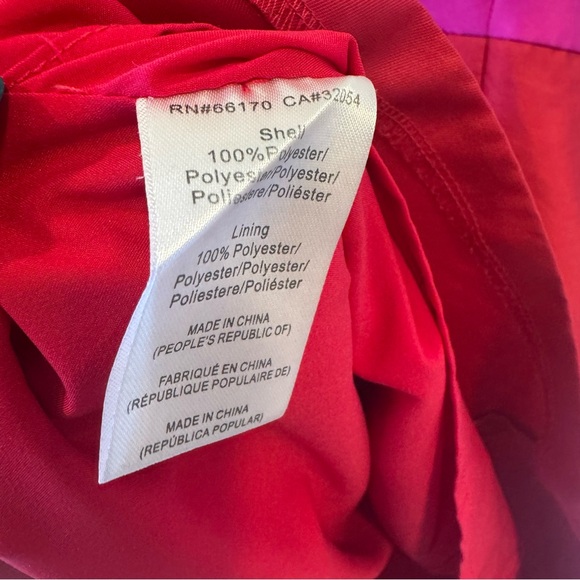 RN#66170 CA#32054
Shell
100%Polyester/
Polyester/Polyester/
Poliestere/Poliéster
Lining
100% Polyester/
Polyester/Polyester/
Poliestere/Poliéster
MADE IN CHINA
(PEOPLE'S REPUBLIC OF)
FABRIQUÉ EN CHINA
(RÉPUBLIQUE POPULAIRE DE)
MADE IN CHINA
(REPÚBLICA POPULAR)